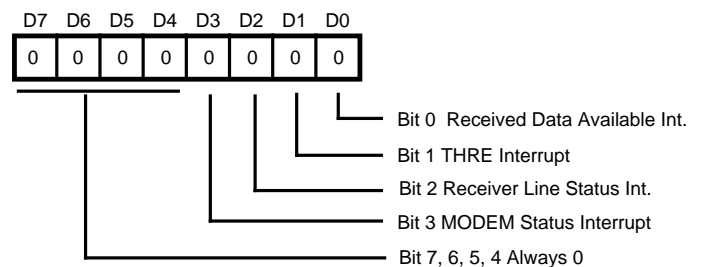 D7 D6 D5 D4 D3 D2 D1 D0
0 0 0 0 0 0 0 0
Bit 0 Received Data Available Int.
Bit 1 THRE Interrupt
Bit 2 Receiver Line Status Int.
Bit 3 MODEM Status Interrupt
Bit 7, 6, 5, 4 Always 0